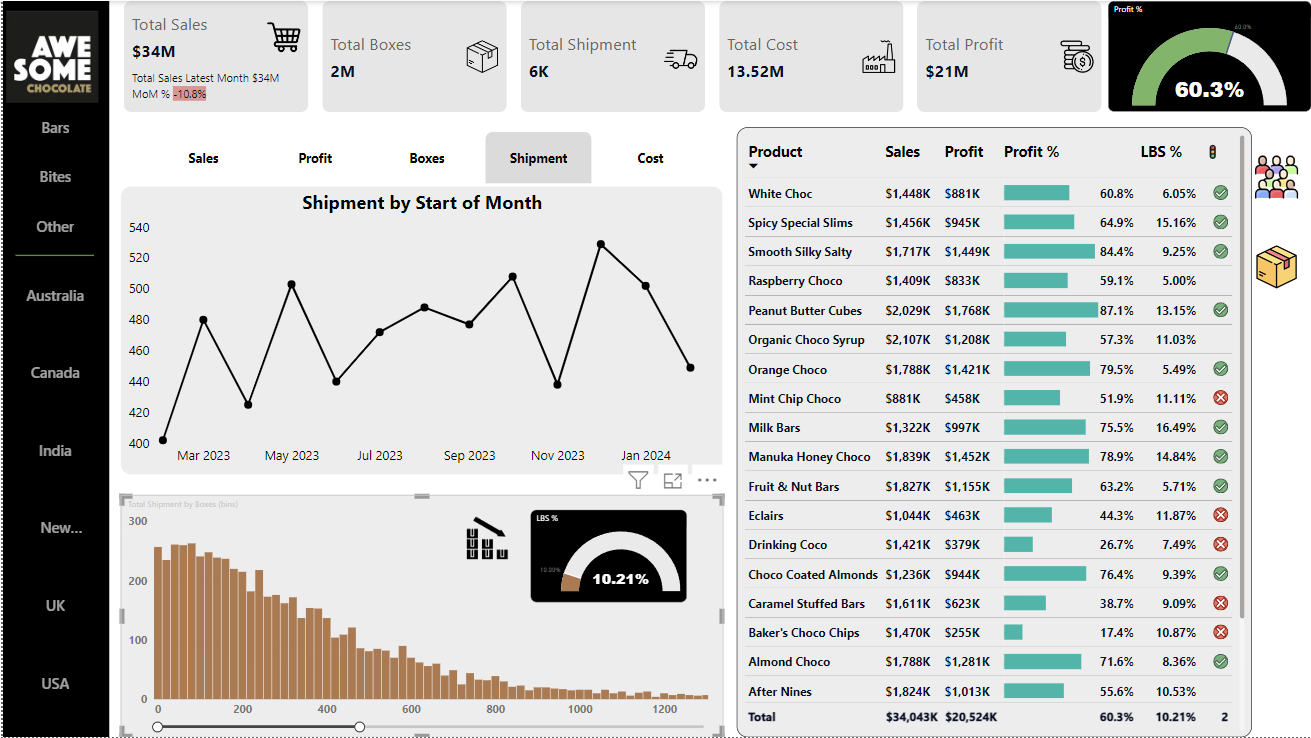 AWE
SOME
CHOCOLATE
Bars
Bites
Other
Australia
Canada
India
New...
UK
USA
Total Sales
$34M
Total Sales Latest Month $34M
MoM % -10.8%
Total Boxes
2M
Total Shipment
6K
Total Cost
13.52M
Total Profit
$21M
Profit %
60.0%
60.3%
Sales Profit Boxes Shipment Cost
Shipment by Start of Month
540
520
500
480
460
440
420
400
Mar 2023 May 2023 Jul 2023 Sep 2023 Nov 2023 Jan 2024
Total Shipment by Boxes (bins)
300
200
100
0
0 200 400 600 800 1000 1200
LBS %
10.00%
10.21%
Product Sales Profit Profit % LBS %
White Choc $1,448K $881K 60.8% 6.05%
Spicy Special Slims $1,456K $945K 64.9% 15.16%
Smooth Silky Salty $1,717K $1,449K 84.4% 9.25%
Raspberry Choco $1,409K $833K 59.1% 5.00%
Peanut Butter Cubes $2,029K $1,768K 87.1% 13.15%
Organic Choco Syrup $2,107K $1,208K 57.3% 11.03%
Orange Choco $1,788K $1,421K 79.5% 5.49%
Mint Chip Choco $881K $458K 51.9% 11.11%
Milk Bars $1,322K $997K 75.5% 16.49%
Manuka Honey Choco $1,839K $1,452K 78.9% 14.84%
Fruit & Nut Bars $1,827K $1,155K 63.2% 5.71%
Eclairs $1,044K $463K 44.3% 11.87%
Drinking Coco $1,421K $379K 26.7% 7.49%
Choco Coated Almonds $1,236K $944K 76.4% 9.39%
Caramel Stuffed Bars $1,611K $623K 38.7% 9.09%
Baker's Choco Chips $1,470K $255K 17.4% 10.87%
Almond Choco $1,788K $1,281K 71.6% 8.36%
After Nines $1,824K $1,013K 55.6% 10.53%
Total $34,043K $20,524K 60.3% 10.21% 2